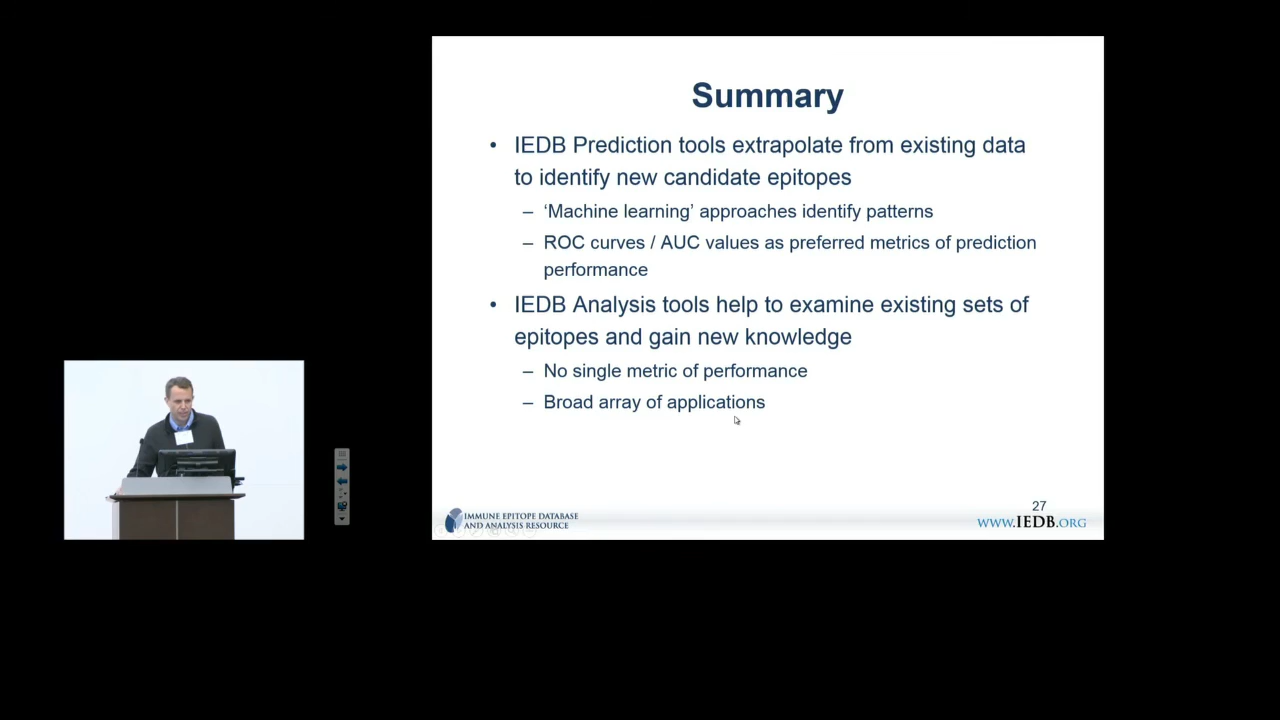 Summary
• IEDB Prediction tools extrapolate from existing data
to identify new candidate epitopes
– ‘Machine learning’ approaches identify patterns
– ROC curves / AUC values as preferred metrics of prediction
performance
• IEDB Analysis tools help to examine existing sets of
epitopes and gain new knowledge
– No single metric of performance
– Broad array of applications
IMMUNE EPITOPE DATABASE
AND ANALYSIS RESOURCE
27
WWW.IEDB.ORG